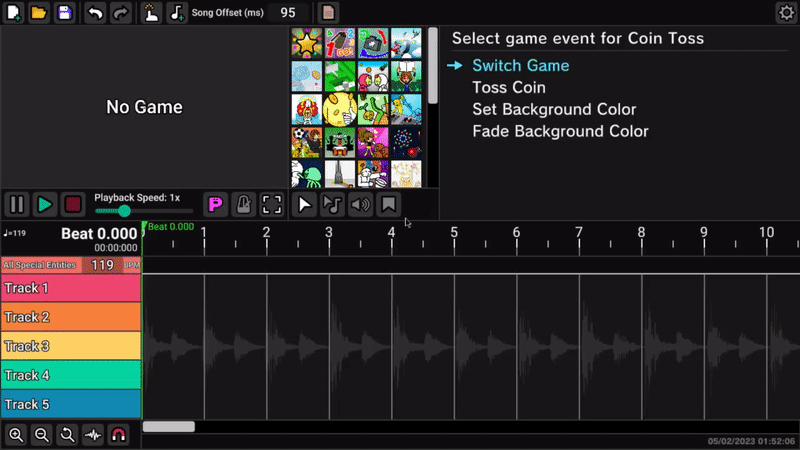 Song Offset (ms) 95
Select game event for Coin Toss
Switch Game
Toss Coin
Set Background Color
Fade Background Color
No Game
GO!
Playback Speed: 1x
P
♩=119 Beat 0.000
00:00:000
Beat 0.000
0 1 2 3 4 5 6 7 8 9 10
All Special Entities 119 BPM
Track 1
Track 2
Track 3
Track 4
Track 5
05/02/2023 01:52:06